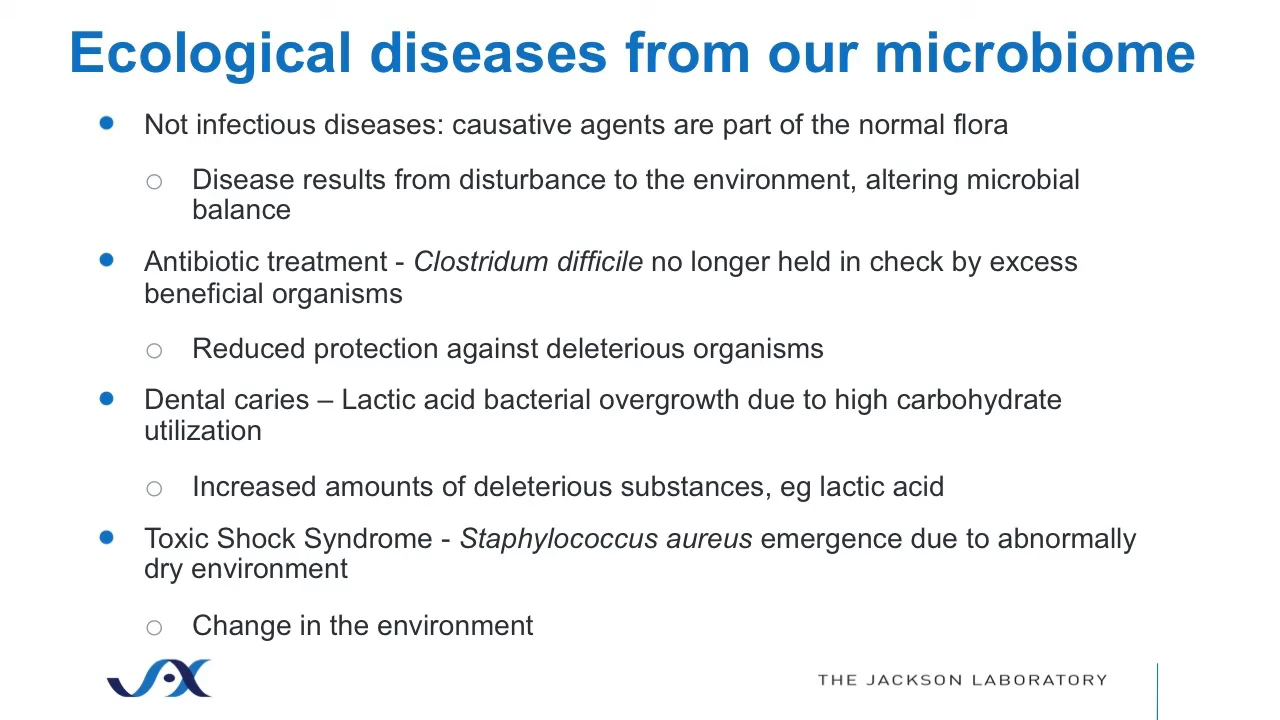 Ecological diseases from our microbiome
Not infectious diseases: causative agents are part of the normal flora
Disease results from disturbance to the environment, altering microbial
balance
Antibiotic treatment - Clostridum difficile no longer held in check by excess
beneficial organisms
Reduced protection against deleterious organisms
Dental caries – Lactic acid bacterial overgrowth due to high carbohydrate
utilization
Increased amounts of deleterious substances, eg lactic acid
Toxic Shock Syndrome - Staphylococcus aureus emergence due to abnormally
dry environment
Change in the environment
JAX
THE JACKSON LABORATORY